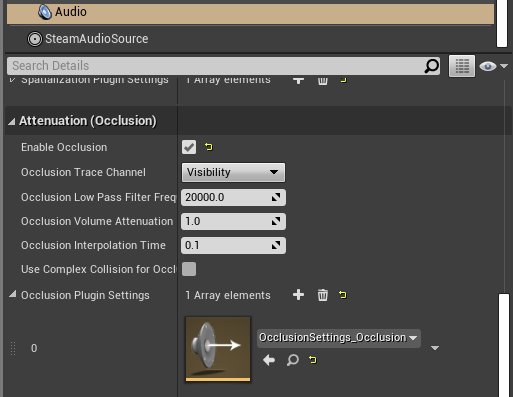 Audio
SteamAudioSource
Search Details
Spatialization Plugin Settings 1 Array elements
Attenuation (Occlusion)
Enable Occlusion
Occlusion Trace Channel Visibility
Occlusion Low Pass Filter Freq 20000.0
Occlusion Volume Attenuation 1.0
Occlusion Interpolation Time 0.1
Use Complex Collision for Occl
Occlusion Plugin Settings 1 Array elements
0 OcclusionSettings_Occlusion